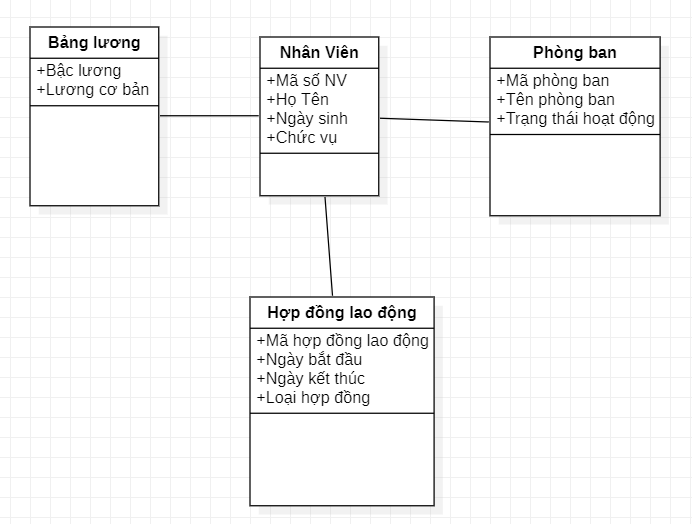 Bảng lương
+Bậc lương
+Lương cơ bản
Nhân Viên
+Mã số NV
+Họ Tên
+Ngày sinh
+Chức vụ
Phòng ban
+Mã phòng ban
+Tên phòng ban
+Trạng thái hoạt động
Hợp đồng lao động
+Mã hợp đồng lao động
+Ngày bắt đầu
+Ngày kết thúc
+Loại hợp đồng